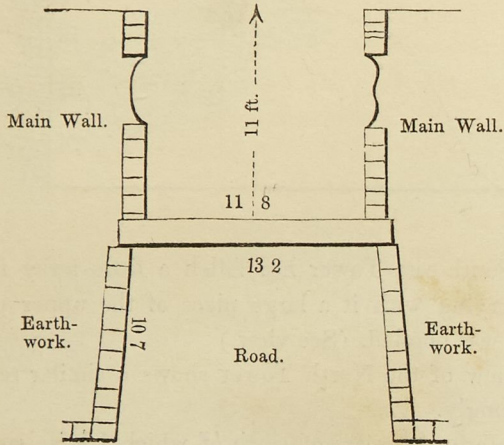 11 ft.
Main Wall.
Main Wall.
11 8
13 2
10 7
Earth-
work.
Road.
Earth-
work.